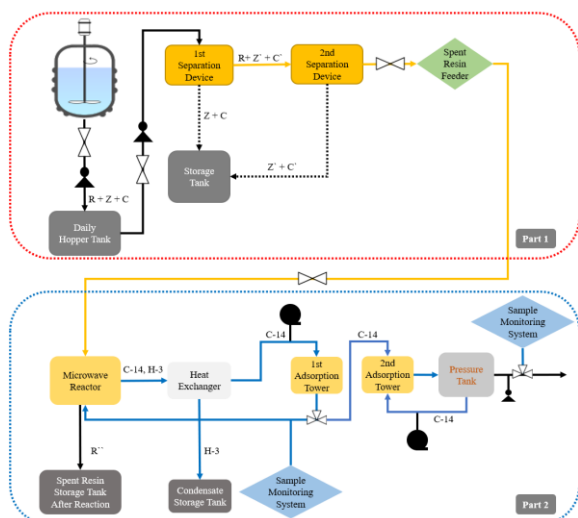 1st
Separation
Device
R+ Z` + C`
2nd
Separation
Device
Spent
Resin
Feeder
Z + C
Storage
Tank
Z` + C`
R + Z + C
Daily
Hopper Tank
Part 1
Sample
Monitoring
System
C-14
C-14
Microwave
Reactor
C-14, H-3
Heat
Exchanger
1st
Adsorption
Tower
2nd
Adsorption
Tower
Pressure
Tank
C-14
R``
H-3
Spent Resin
Storage Tank
After Reaction
Condensate
Storage Tank
Sample
Monitoring
System
Part 2